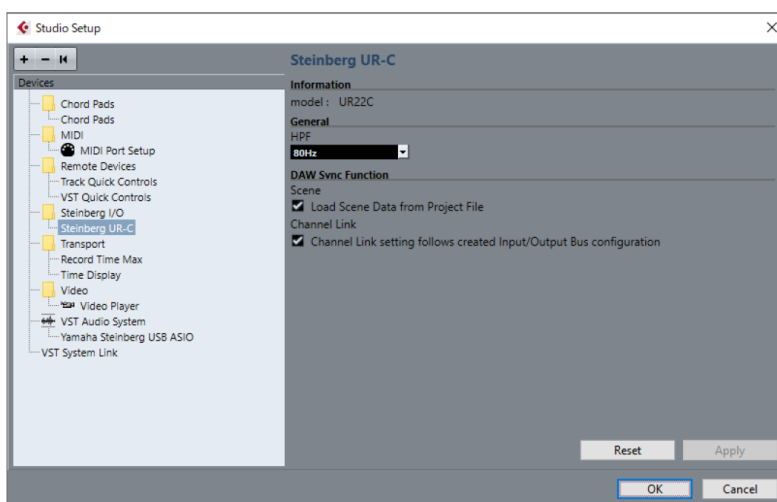 Studio Setup
Devices
Chord Pads
Chord Pads
MIDI
MIDI Port Setup
Remote Devices
Track Quick Controls
VST Quick Controls
Steinberg I/O
Steinberg UR-C
Transport
Record Time Max
Time Display
Video
Video Player
VST Audio System
Yamaha Steinberg USB ASIO
VST System Link
Steinberg UR-C
Information
model : UR22C
General
HPF
80Hz
DAW Sync Function
Scene
Load Scene Data from Project File
Channel Link
Channel Link setting follows created Input/Output Bus configuration
Reset Apply
OK Cancel